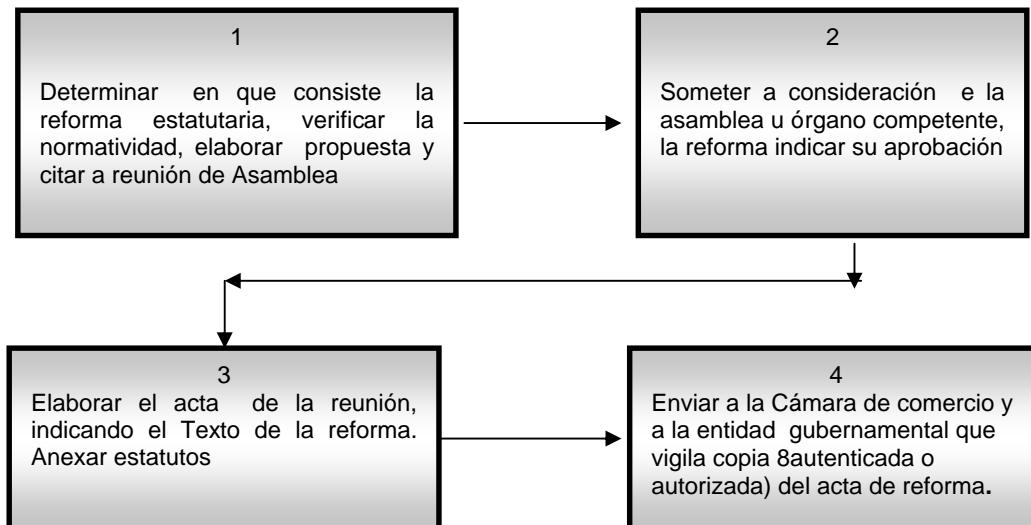 1
Determinar en que consiste la
reforma estatutaria, verificar la
normatividad, elaborar propuesta y
citar a reunión de Asamblea
2
Someter a consideración e la
asamblea u órgano competente,
la reforma indicar su aprobación
3
Elaborar el acta de la reunión,
indicando el Texto de la reforma.
Anexar estatutos
4
Enviar a la Cámara de comercio y
a la entidad gubernamental que
vigila copia 8autenticada o
autorizada) del acta de reforma.